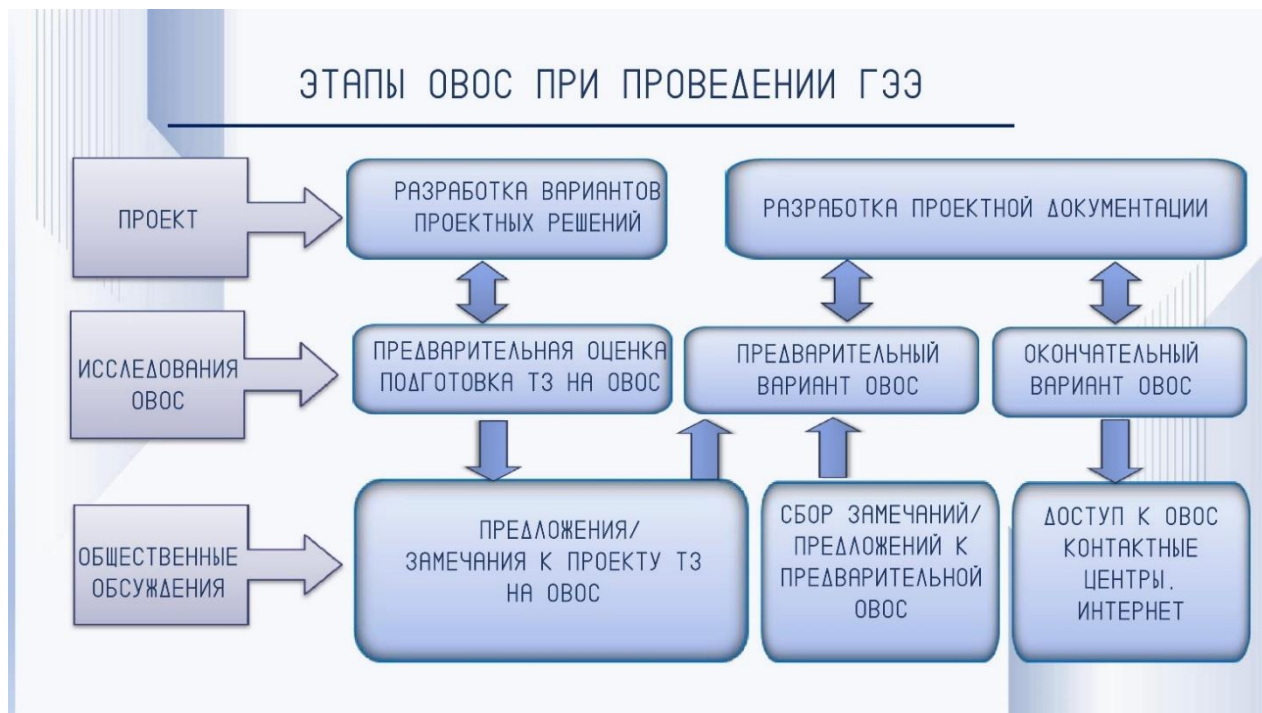 ЭТАПЫ ОВОС ПРИ ПРОВЕДЕНИИ ГЭЭ
ПРОЕКТ
РАЗРАБОТКА ВАРИАНТОВ
ПРОЕКТНЫХ РЕШЕНИЙ
РАЗРАБОТКА ПРОЕКТНОЙ ДОКУМЕНТАЦИИ
ИССЛЕДОВАНИЯ
ОВОС
ПРЕДВАРИТЕЛЬНАЯ ОЦЕНКА
ПОДГОТОВКА ТЗ НА ОВОС
ПРЕДВАРИТЕЛЬНЫЙ
ВАРИАНТ ОВОС
ОКОНЧАТЕЛЬНЫЙ
ВАРИАНТ ОВОС
ОБЩЕСТВЕННЫЕ
ОБСУЖДЕНИЯ
ПРЕДЛОЖЕНИЯ/
ЗАМЕЧАНИЯ К ПРОЕКТУ ТЗ
НА ОВОС
СБОР ЗАМЕЧАНИЙ/
ПРЕДЛОЖЕНИЙ К
ПРЕДВАРИТЕЛЬНОЙ
ОВОС
ДОСТУП К ОВОС
КОНТАКТНЫЕ
ЦЕНТРЫ.
ИНТЕРНЕТ